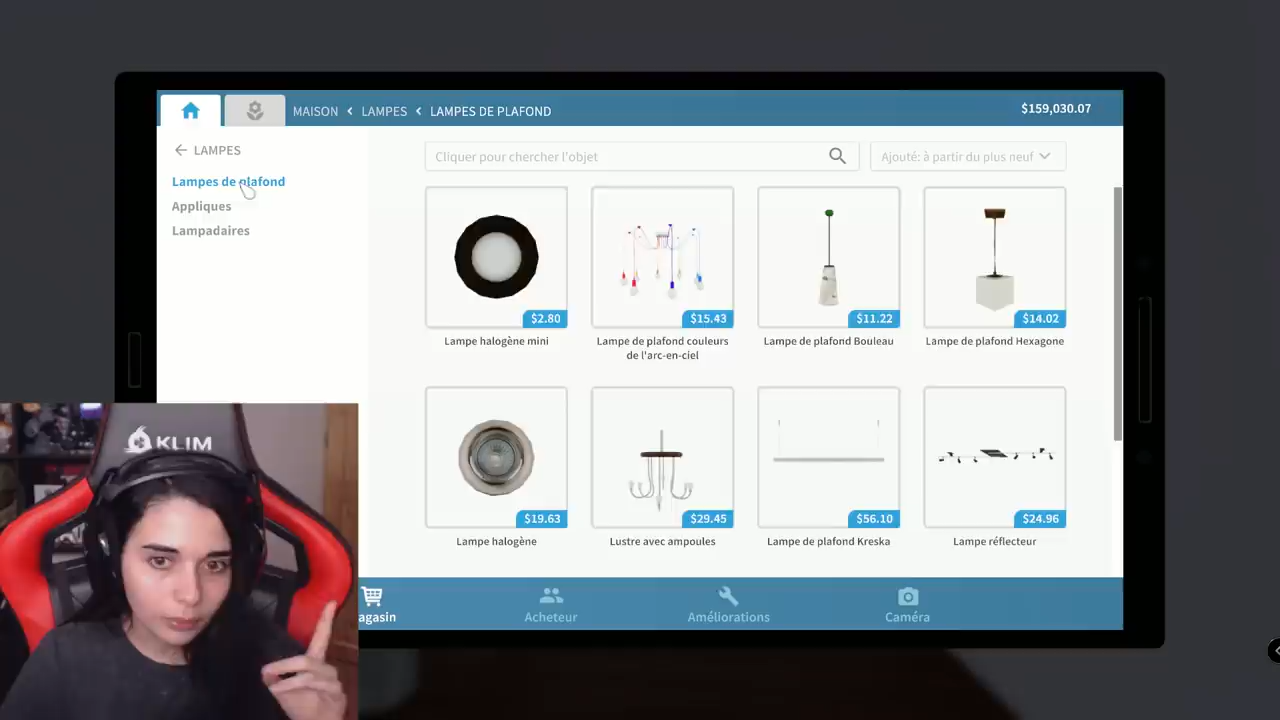 MAISON < LAMPES < LAMPES DE PLAFOND
$159,030.07
LAMPES
Lampes de plafond
Appliques
Lampadaires
Cliquer pour chercher l'objet
Ajouté: à partir du plus neuf
$2.80
$15.43
$11.22
$14.02
Lampe halogène mini
Lampe de plafond couleurs
de l'arc-en-ciel
Lampe de plafond Bouleau
Lampe de plafond Hexagone
$19.63
$29.45
$56.10
$24.96
Lampe halogène
Lustre avec ampoules
Lampe de plafond Kreska
Lampe réflecteur
KLIM
agasin
Acheteur
Améliorations
Caméra